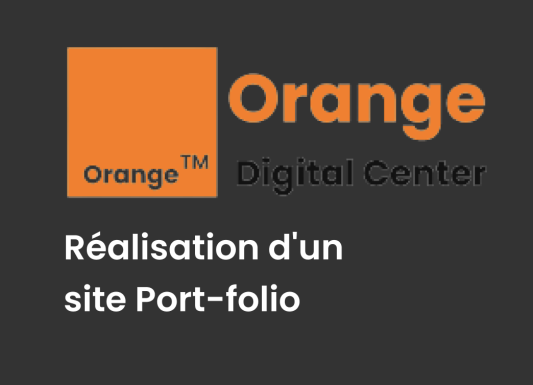 Orange™
Orange
Digital Center
Réalisation d'un
site Port-folio